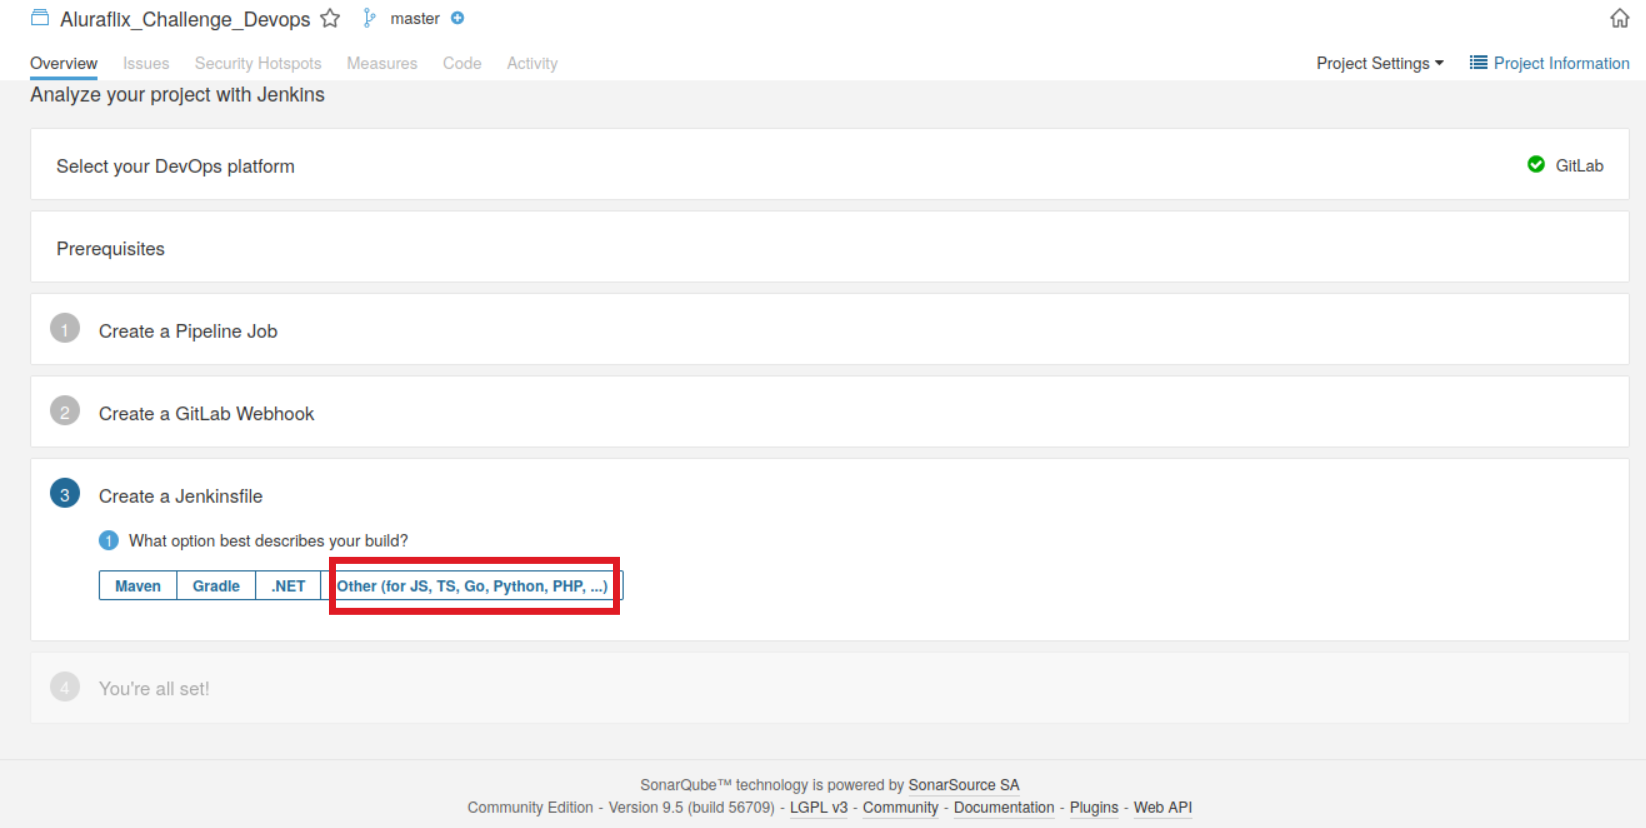 Aluraflix_Challenge_Devops master
Overview Issues Security Hotspots Measures Code Activity Project Settings Project Information
Analyze your project with Jenkins
Select your DevOps platform GitLab
Prerequisites
1 Create a Pipeline Job
2 Create a GitLab Webhook
3 Create a Jenkinsfile
1 What option best describes your build?
Maven Gradle .NET Other (for JS, TS, Go, Python, PHP, ...)
4 You're all set!
SonarQube™ technology is powered by SonarSource SA
Community Edition - Version 9.5 (build 56709) - LGPL v3 - Community - Documentation - Plugins - Web API